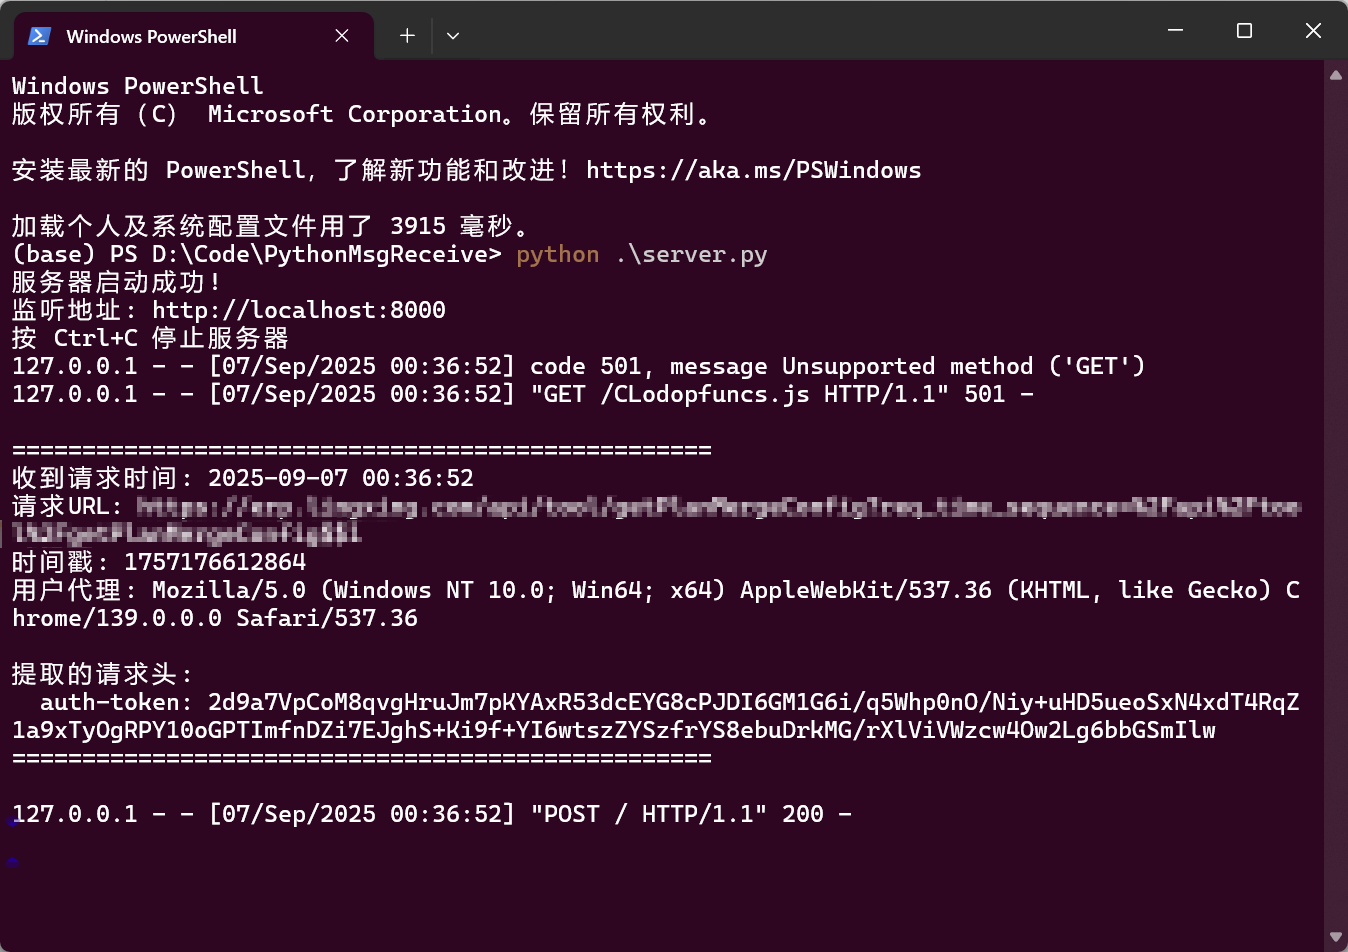 Windows PowerShell
Windows PowerShell
版权所有 (C) Microsoft Corporation。保留所有权利。
安装最新的 PowerShell，了解新功能和改进！https://aka.ms/PSWindows
加载个人及系统配置文件用了 3915 毫秒。
(base) PS D:\Code\PythonMsgReceive> python .\server.py
服务器启动成功!
监听地址: http://localhost:8000
按 Ctrl+C 停止服务器
127.0.0.1 - - [07/Sep/2025 00:36:52] code 501, message Unsupported method ('GET')
127.0.0.1 - - [07/Sep/2025 00:36:52] "GET /CLodopfuncs.js HTTP/1.1" 501 -
==================================================
收到请求时间: 2025-09-07 00:36:52
请求URL:
时间戳: 1757176612864
用户代理: Mozilla/5.0 (Windows NT 10.0; Win64; x64) AppleWebKit/537.36 (KHTML, like Gecko) C
hrome/139.0.0.0 Safari/537.36
提取的请求头:
auth-token: 2d9a7VpCoM8qvgHruJm7pKYAxR53dcEYG8cPJDI6GM1G6i/q5Whp0nO/Niy+uHD5ueoSxN4xdT4RqZ
1a9xTyOgRPY10oGPTImfnDZi7EJghS+Ki9f+YI6wtszZYSzfrYS8ebuDrkMG/rXlViVWzcw4Ow2Lg6bbGSmIlw
==================================================
127.0.0.1 - - [07/Sep/2025 00:36:52] "POST / HTTP/1.1" 200 -